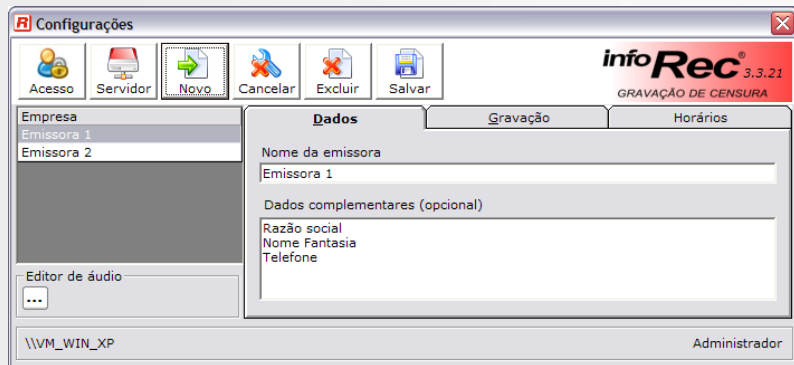 Configurações
Acesso Servidor Novo Cancelar Excluir Salvar
infoRec® 3.3.21
GRAVAÇÃO DE CENSURA
Empresa
Emissora 1
Emissora 2
Dados Gravação Horários
Nome da emissora
Emissora 1
Dados complementares (opcional)
Razão social
Nome Fantasia
Telefone
Editor de áudio
...
\\VM_WIN_XP Administrador